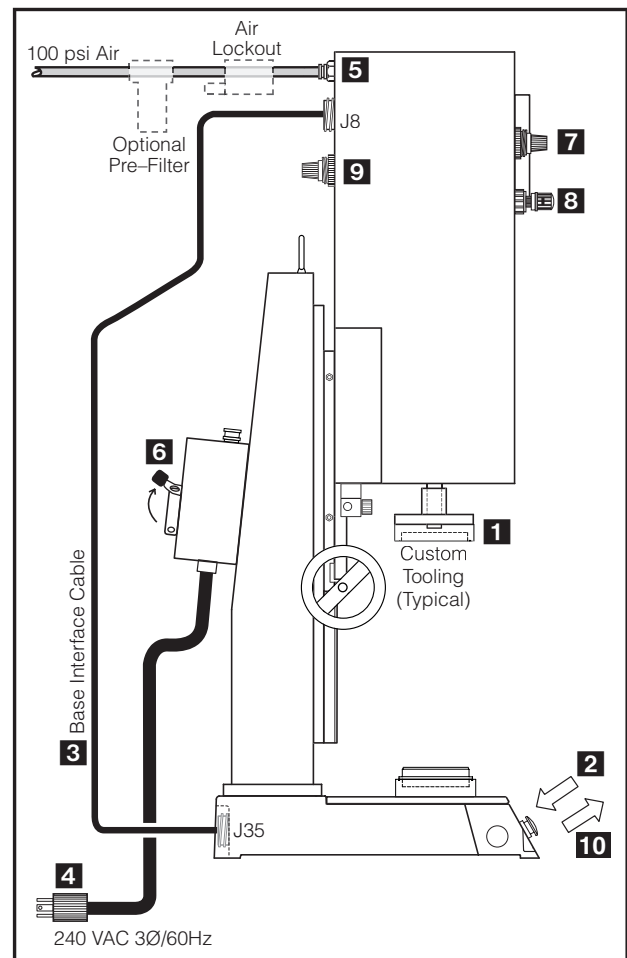 100 psi Air
Air
Lockout
5
J8
Optional
Pre–Filter
7
9
8
6
1
Custom
Tooling
(Typical)
Base Interface Cable
3
2
J35
10
4
240 VAC 3Ø/60Hz